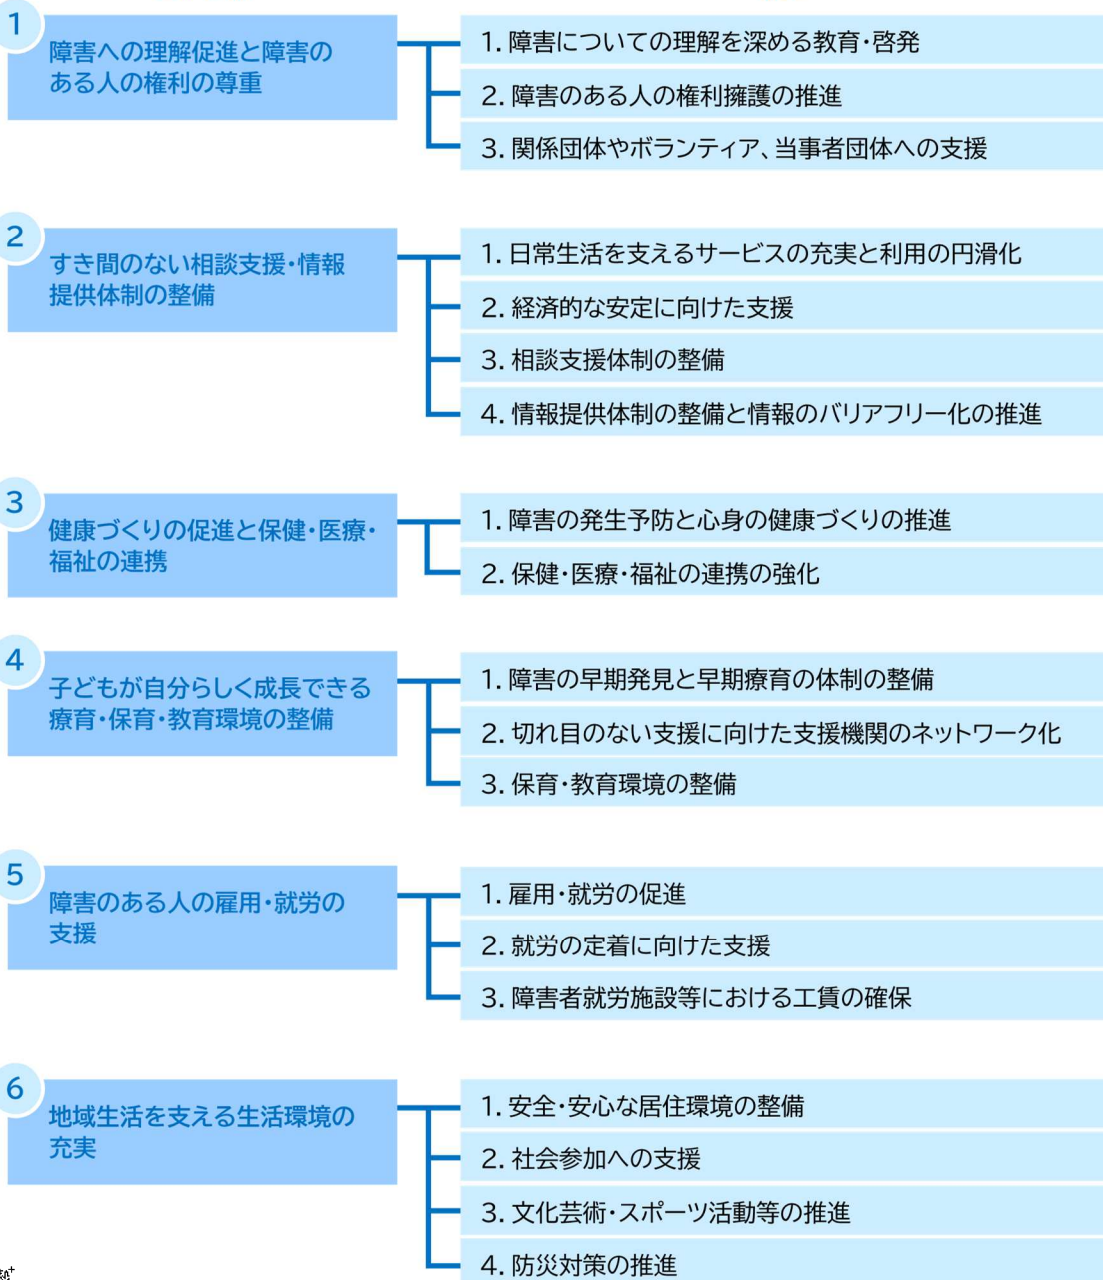 1
障害への理解促進と障害の
ある人の権利の尊重
1. 障害についての理解を深める教育・啓発
2. 障害のある人の権利擁護の推進
3. 関係団体やボランティア、当事者団体への支援
2
すき間のない相談支援・情報
提供体制の整備
1. 日常生活を支えるサービスの充実と利用の円滑化
2. 経済的な安定に向けた支援
3. 相談支援体制の整備
4. 情報提供体制の整備と情報のバリアフリー化の推進
3
健康づくりの促進と保健・医療・
福祉の連携
1. 障害の発生予防と心身の健康づくりの推進
2. 保健・医療・福祉の連携の強化
4
子どもが自分らしく成長できる
療育・保育・教育環境の整備
1. 障害の早期発見と早期療育の体制の整備
2. 切れ目のない支援に向けた支援機関のネットワーク化
3. 保育・教育環境の整備
5
障害のある人の雇用・就労の
支援
1. 雇用・就労の促進
2. 就労の定着に向けた支援
3. 障害者就労施設等における工賃の確保
6
地域生活を支える生活環境の
充実
1. 安全・安心な居住環境の整備
2. 社会参加への支援
3. 文化芸術・スポーツ活動等の推進
4. 防災対策の推進